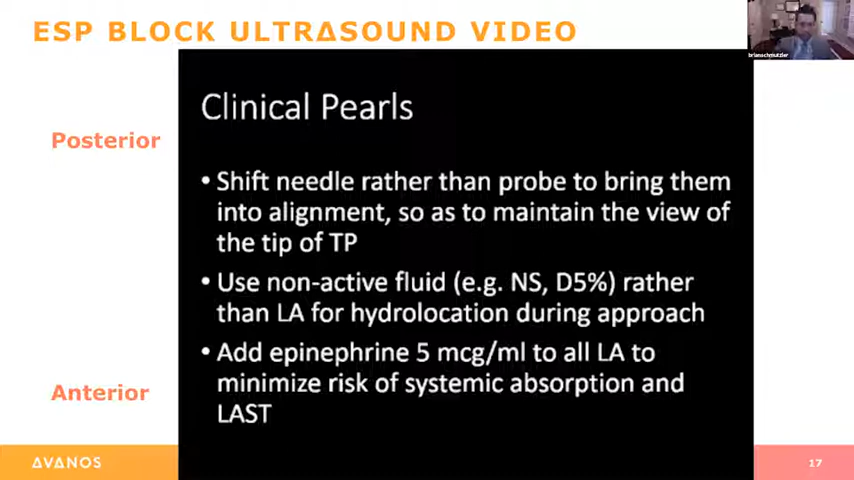 ESP BLOCK ULTRASOUND VIDEO
brianschmutzler
Clinical Pearls
Posterior
• Shift needle rather than probe to bring them
into alignment, so as to maintain the view of
the tip of TP
• Use non-active fluid (e.g. NS, D5%) rather
than LA for hydrolocation during approach
• Add epinephrine 5 mcg/ml to all LA to
minimize risk of systemic absorption and
LAST
Anterior
AVANOS
17